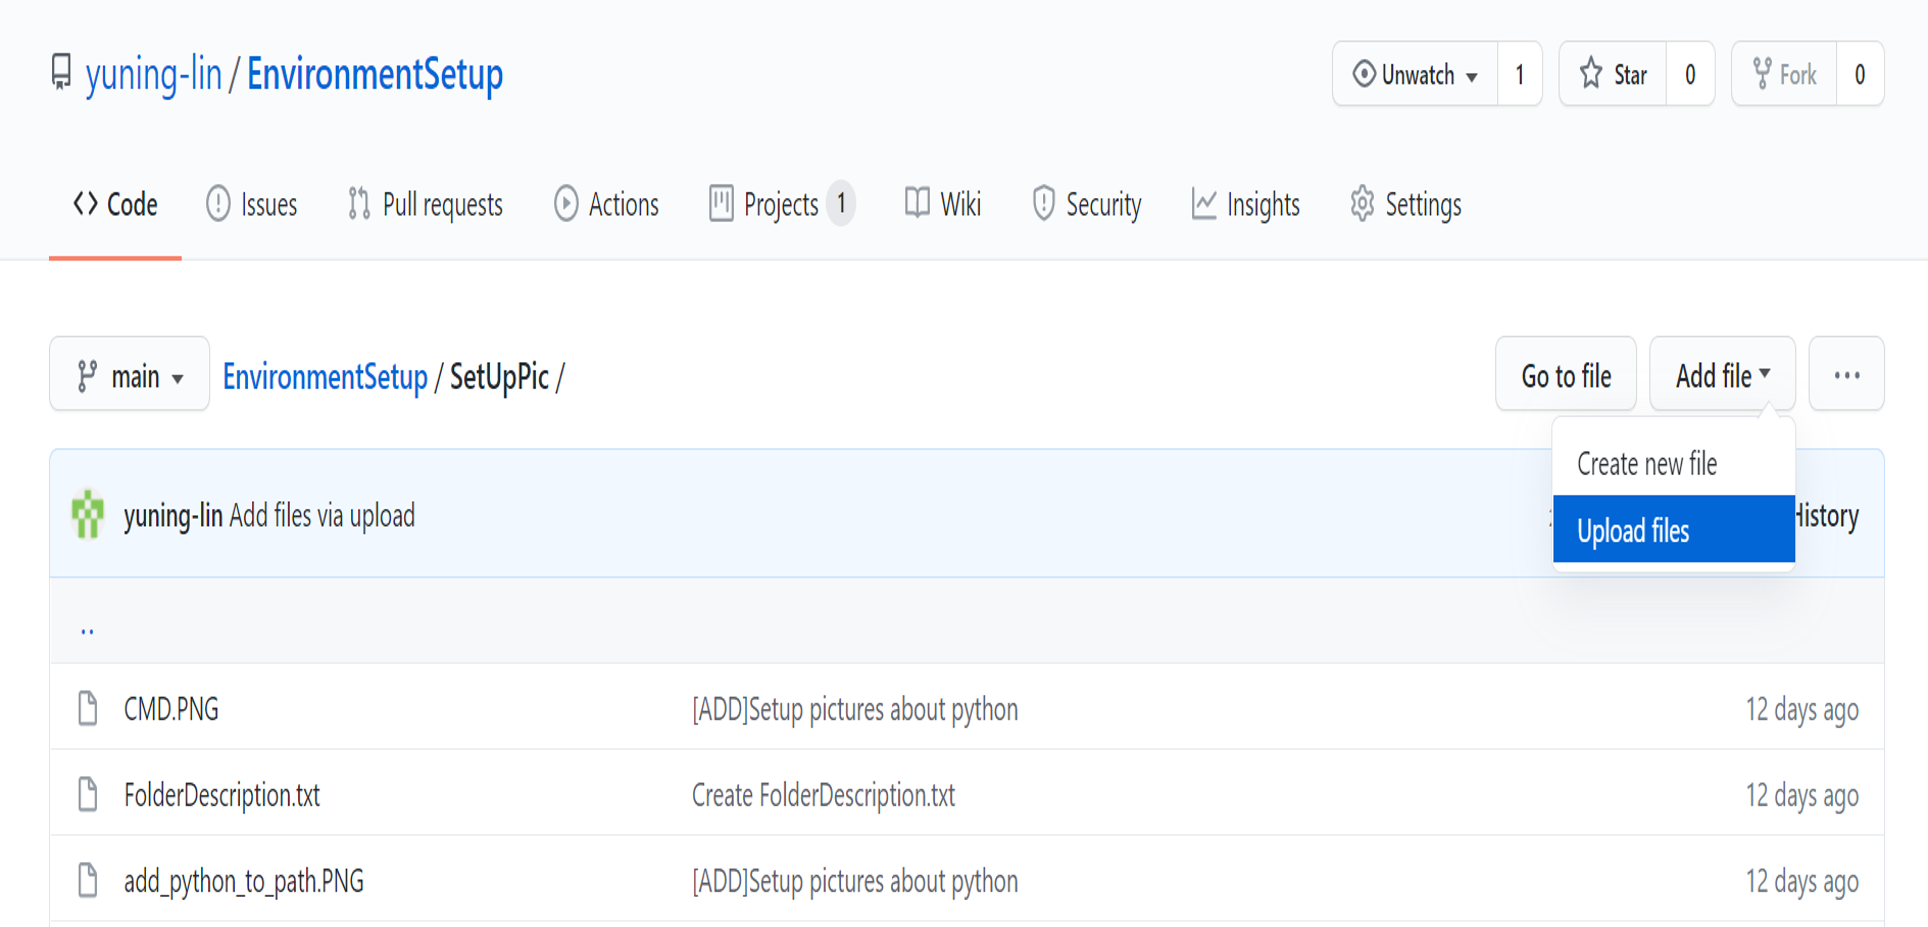 yuning-lin / EnvironmentSetup
Unwatch 1 Star 0 Fork 0
Code Issues Pull requests Actions Projects 1 Wiki Security Insights Settings
main EnvironmentSetup / SetUpPic / Go to file Add file ...
Create new file
yuning-lin Add files via upload History
Upload files
..
CMD.PNG [ADD]Setup pictures about python 12 days ago
FolderDescription.txt Create FolderDescription.txt 12 days ago
add_python_to_path.PNG [ADD]Setup pictures about python 12 days ago